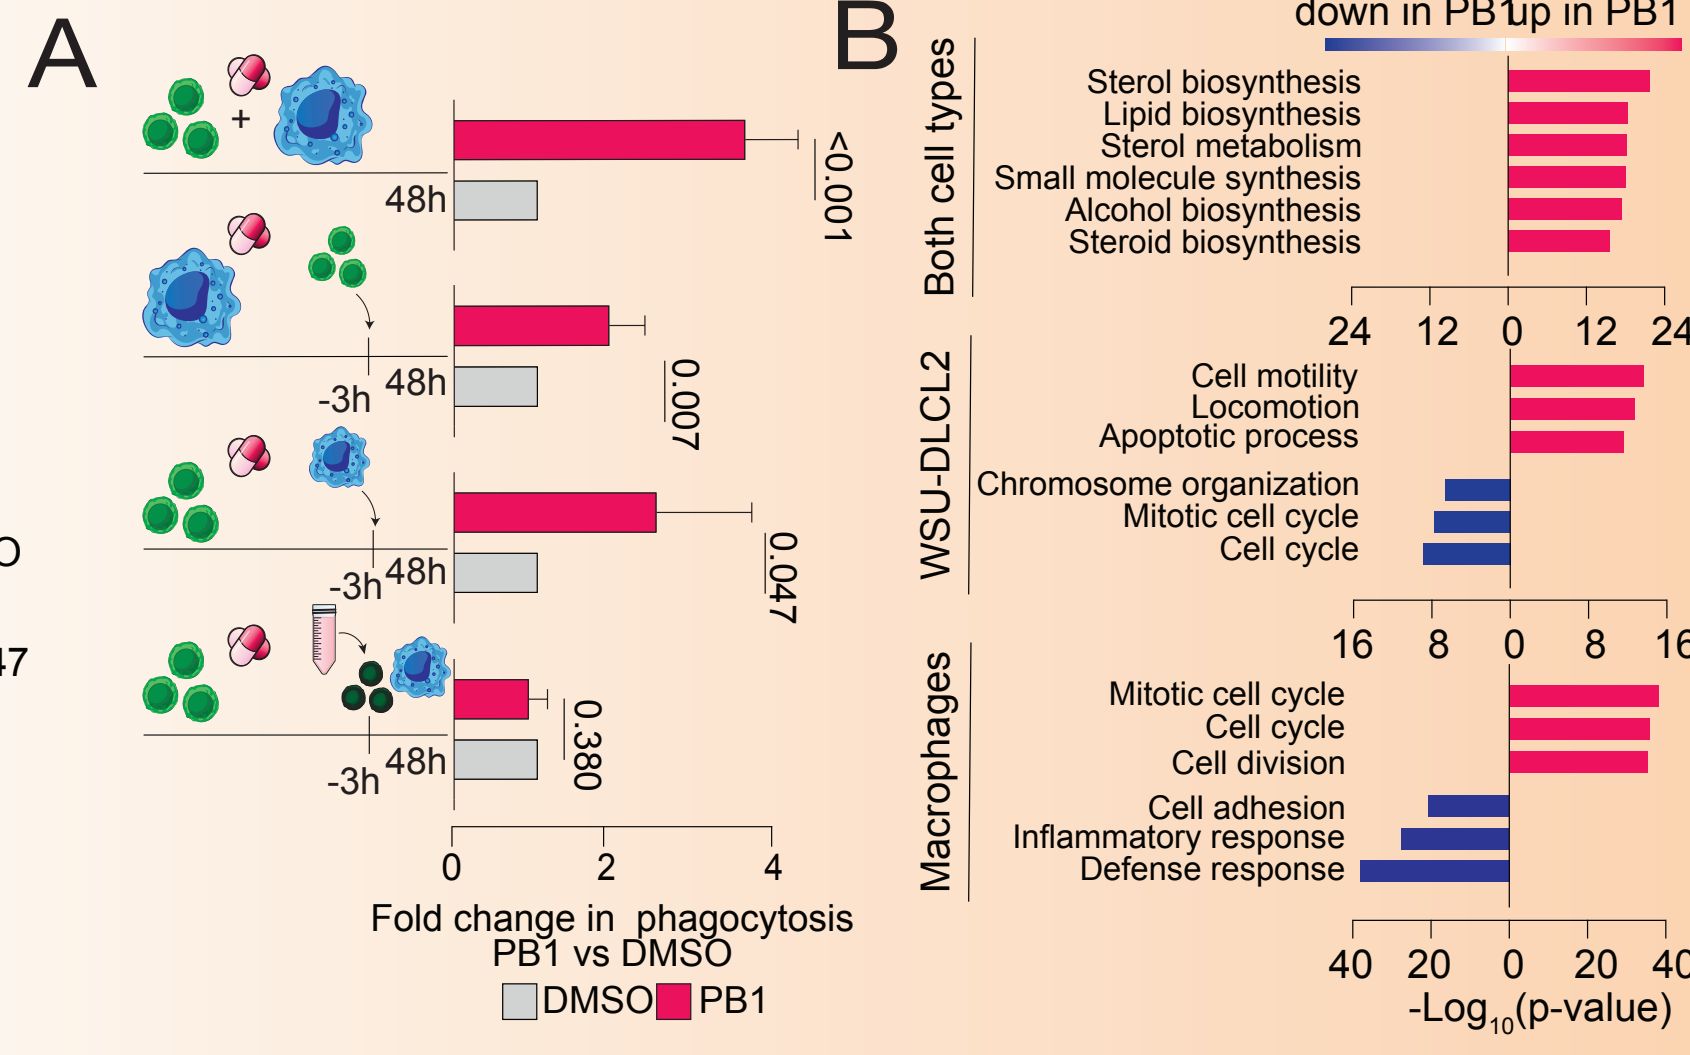 A
+
48h
<0.001
-3h
48h
0.007
-3h
48h
0.047
-3h
48h
0.380
0 2 4
Fold change in phagocytosis
PB1 vs DMSO
DMSO PB1
O
47
B
down in PB1 up in PB1
Both cell types
Sterol biosynthesis
Lipid biosynthesis
Sterol metabolism
Small molecule synthesis
Alcohol biosynthesis
Steroid biosynthesis
24 12 0 12 24
WSU-DLCL2
Cell motility
Locomotion
Apoptotic process
Chromosome organization
Mitotic cell cycle
Cell cycle
16 8 0 8 16
Macrophages
Mitotic cell cycle
Cell cycle
Cell division
Cell adhesion
Inflammatory response
Defense response
40 20 0 20 40
-Log10(p-value)